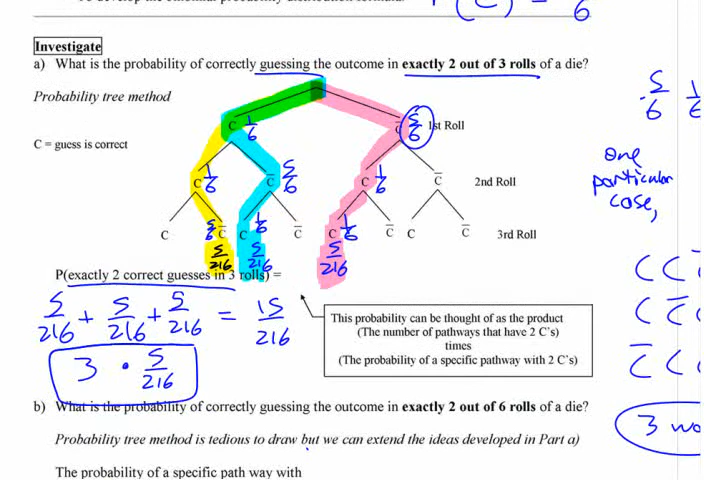 P(C) = 
6
Investigate
a) What is the probability of correctly guessing the outcome in exactly 2 out of 3 rolls of a die?
Probability tree method
C = guess is correct
C 1/6 C̅ 5/6 1st Roll
C 1/6 C̅ 5/6 C 1/6 C̅ 2nd Roll
C C̅ 5/6 C 1/6 C̅ C 1/6 C̅ C C̅ 3rd Roll
5/216 5/216 5/216
P(exactly 2 correct guesses in 3 rolls) =
5/216 + 5/216 + 5/216 = 15/216
3 · 5/216
This probability can be thought of as the product
(The number of pathways that have 2 C's)
times
(The probability of a specific pathway with 2 C's)
5/6 1/6
one
particular
case,
C C
C C̅
C̅ C
3
b) What is the probability of correctly guessing the outcome in exactly 2 out of 6 rolls of a die?
Probability tree method is tedious to draw but we can extend the ideas developed in Part a)
The probability of a specific path way with